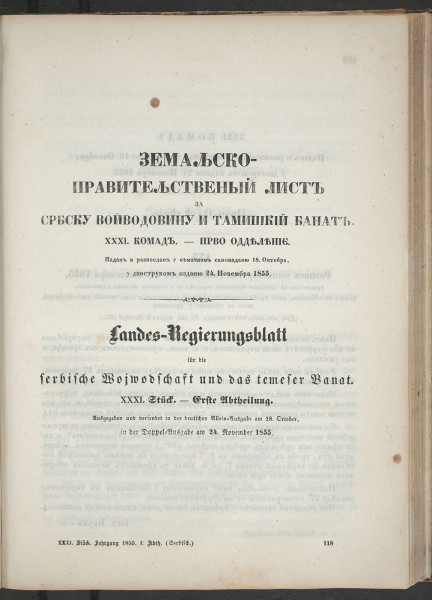 ЗЕМАЉСКО-
ПРАВИТЕЉСТВЕНЫЙ ЛИСТЪ
ЗА
СРБСКУ ВОЙВОДОВИНУ И ТАМИШКІЙ БАНАТЪ.
XXXI. КОМАДЪ. — ПРВО ОДДѢЛѢНІЄ.
Издано и разаслано у нѣмачкомъ самоизданю 18. Октобра,
у двострукомъ изданю 24. Новембра 1855.
Landes-Regierungsblatt
für die
serbische Wojwodschaft und das temeser Banat.
XXXI. Stück. — Erste Abtheilung.
Ausgegeben und versendet in der deutschen Allein-Ausgabe am 18. October,
in der Doppel-Ausgabe am 24. November 1855.
XXXI. Stück. Jahrgang 1855. I. Abth. (Serbisch.) 118